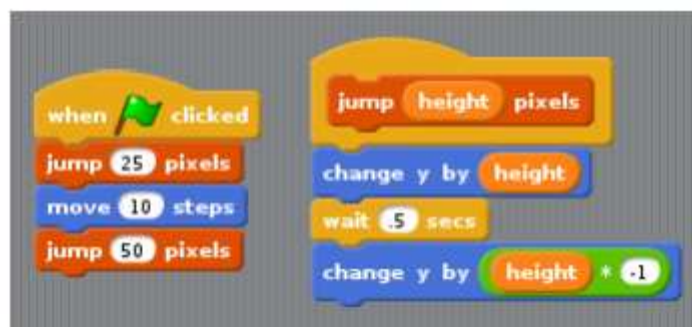 when clicked
jump 25 pixels
move 10 steps
jump 50 pixels
jump height pixels
change y by height
wait .5 secs
change y by height * -1